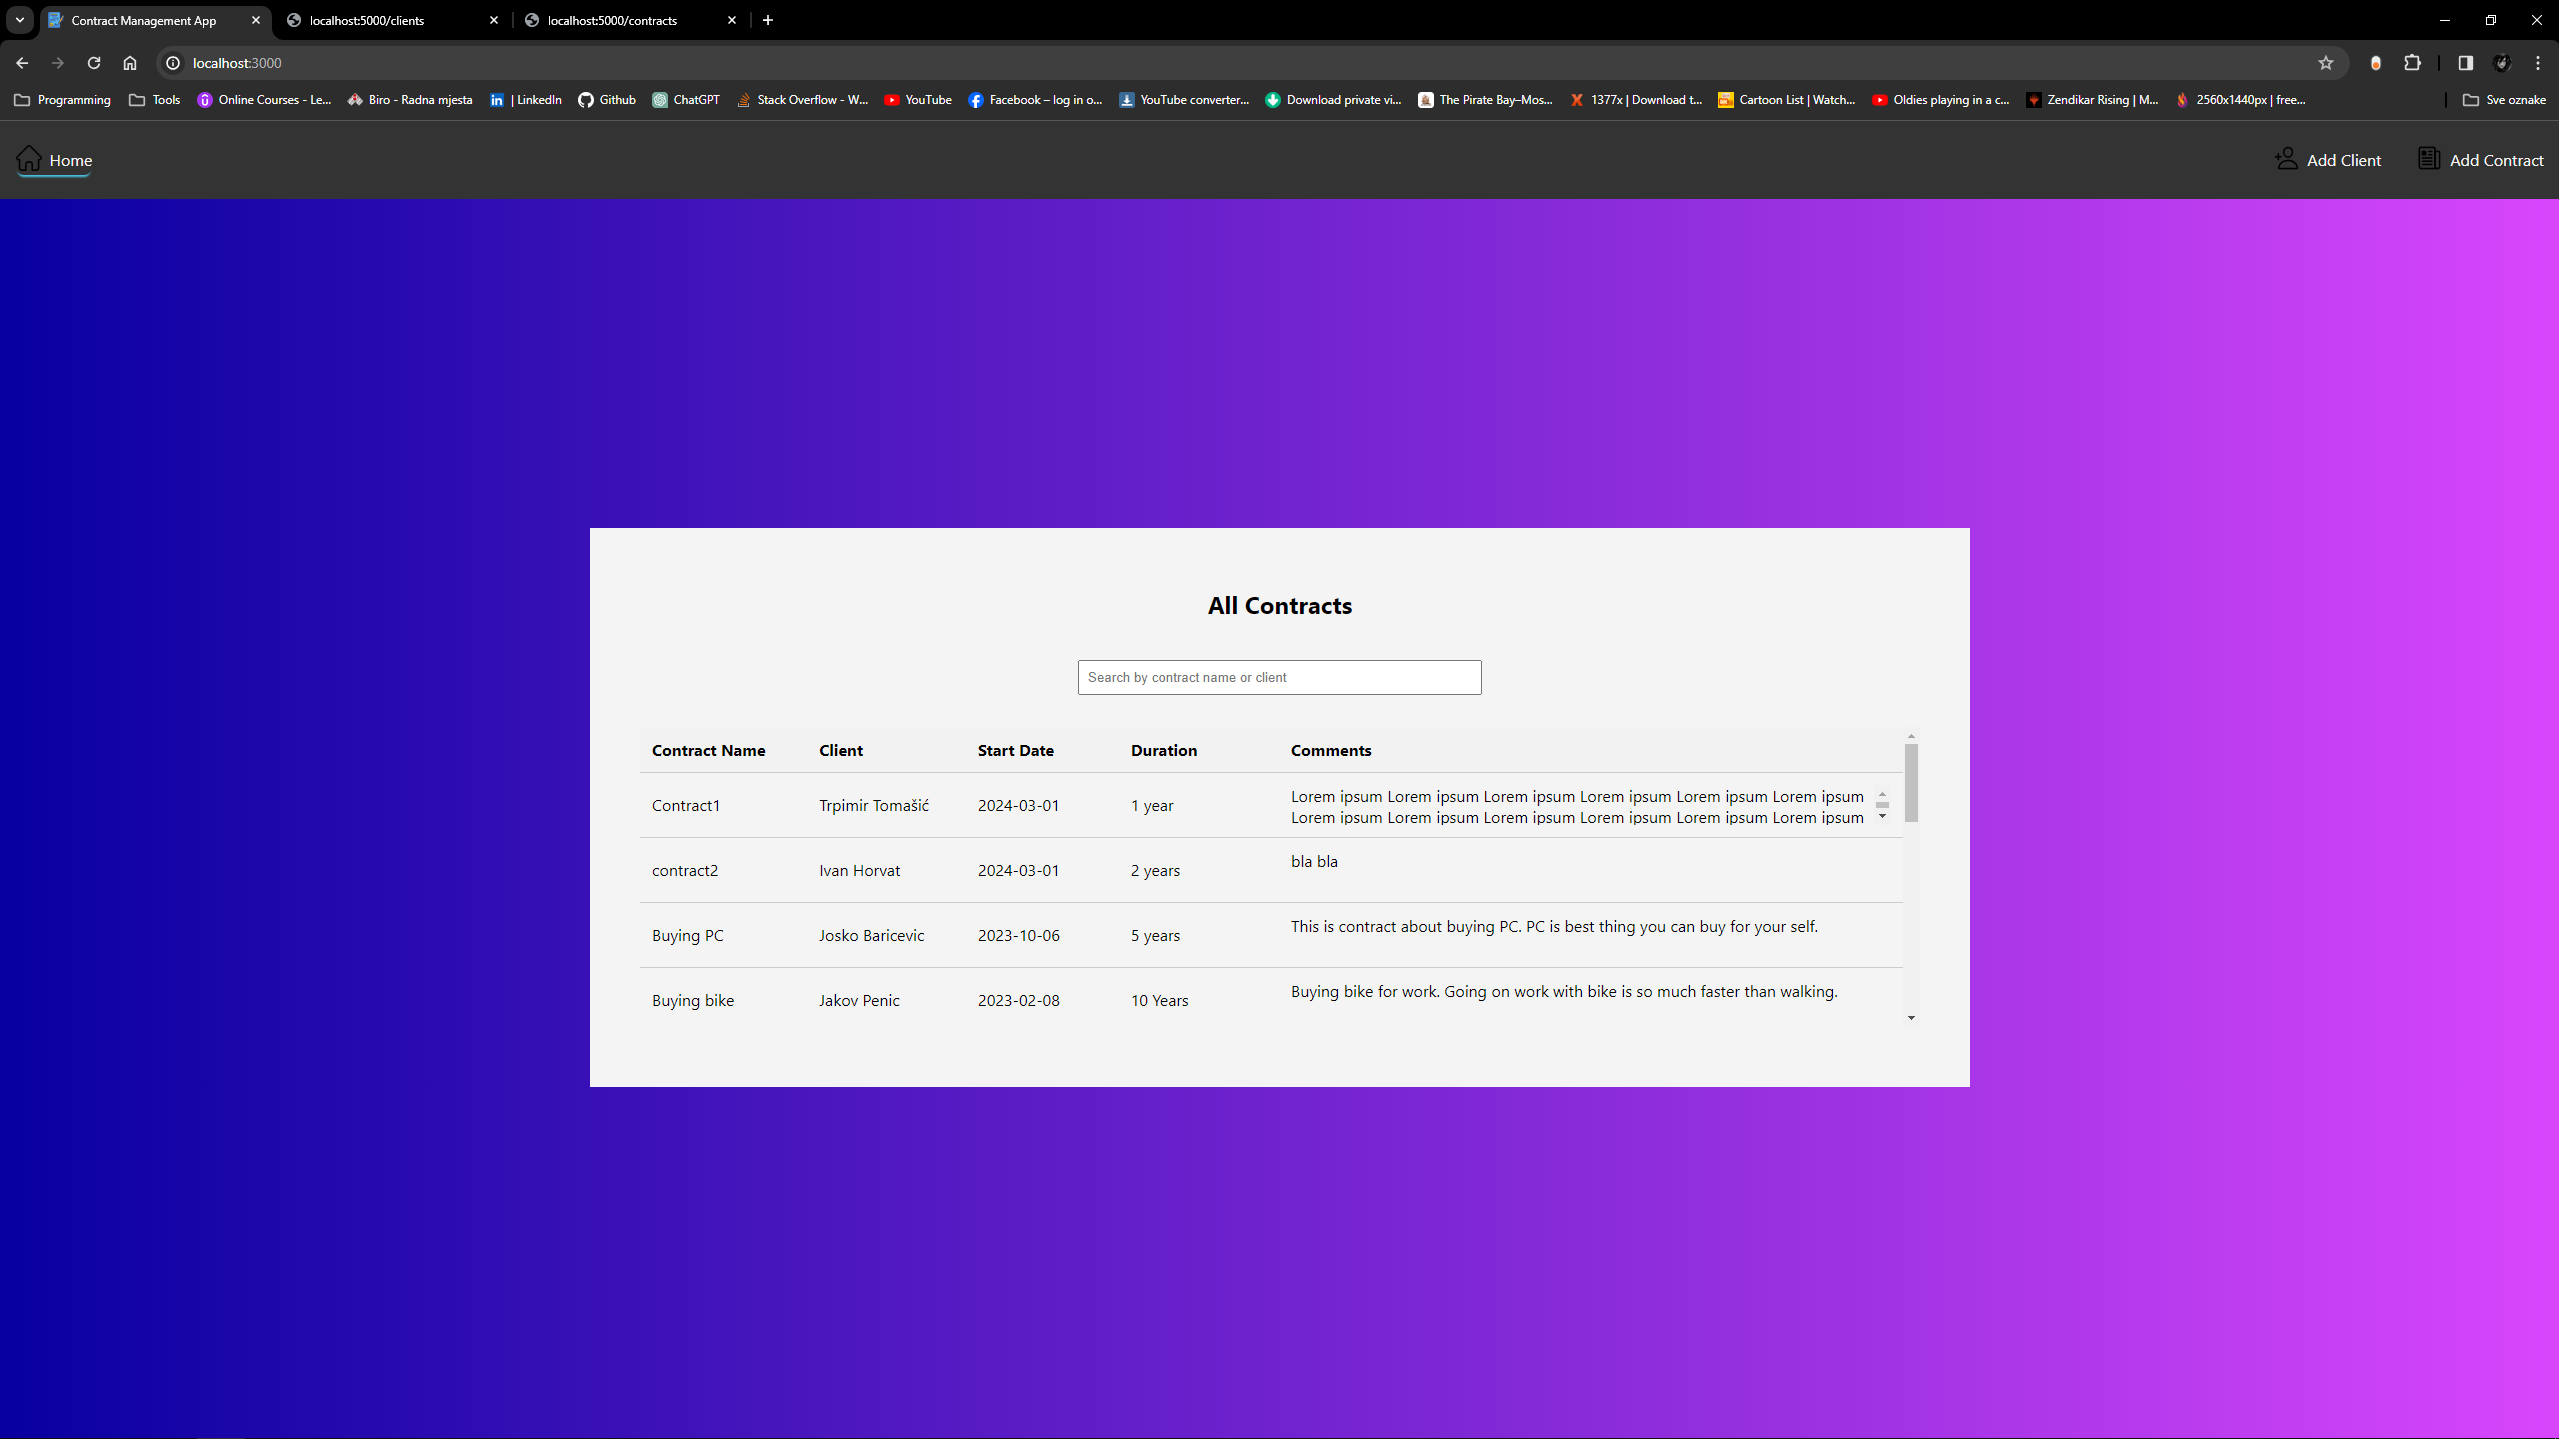 Contract Management App
localhost:5000/clients
localhost:5000/contracts
localhost:3000
Programming Tools Online Courses - Le... Biro - Radna mjesta | LinkedIn Github ChatGPT Stack Overflow - W... YouTube Facebook – log in o... YouTube converter... Download private vi... The Pirate Bay–Mos... 1377x | Download t... Cartoon List | Watch... Oldies playing in a c... Zendikar Rising | M... 2560x1440px | free... Sve oznake
Home Add Client Add Contract
All Contracts
Search by contract name or client
Contract Name Client Start Date Duration Comments
Contract1 Trpimir Tomašić 2024-03-01 1 year Lorem ipsum Lorem ipsum Lorem ipsum Lorem ipsum Lorem ipsum Lorem ipsum
Lorem ipsum Lorem ipsum Lorem ipsum Lorem ipsum Lorem ipsum Lorem ipsum
contract2 Ivan Horvat 2024-03-01 2 years bla bla
Buying PC Josko Baricevic 2023-10-06 5 years This is contract about buying PC. PC is best thing you can buy for your self.
Buying bike Jakov Penic 2023-02-08 10 Years Buying bike for work. Going on work with bike is so much faster than walking.